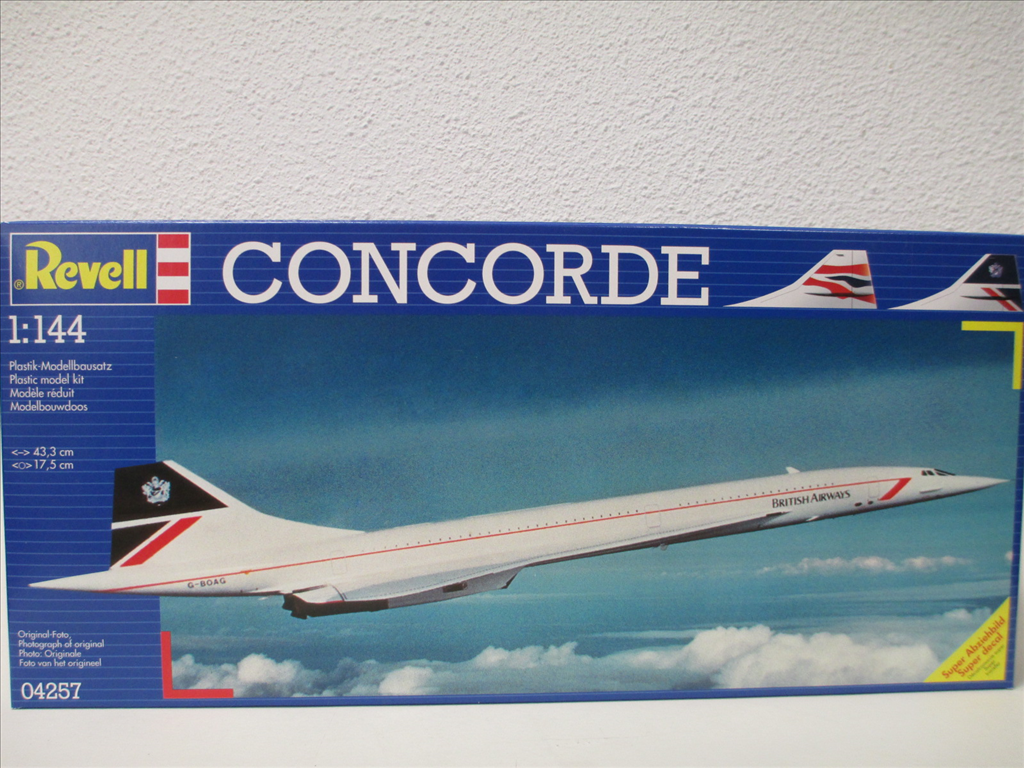 ® Revell
CONCORDE
1:144
Plastik-Modellbausatz
Plastic model kit
Modèle réduit
Modelbouwdoos
<-> 43,3 cm
<○> 17,5 cm
BRITISH AIRWAYS
G-BOAG
Original-Foto
Photograph of original
Photo: Originale
Foto van het origineel
04257
Super Abziehbild
Super decal